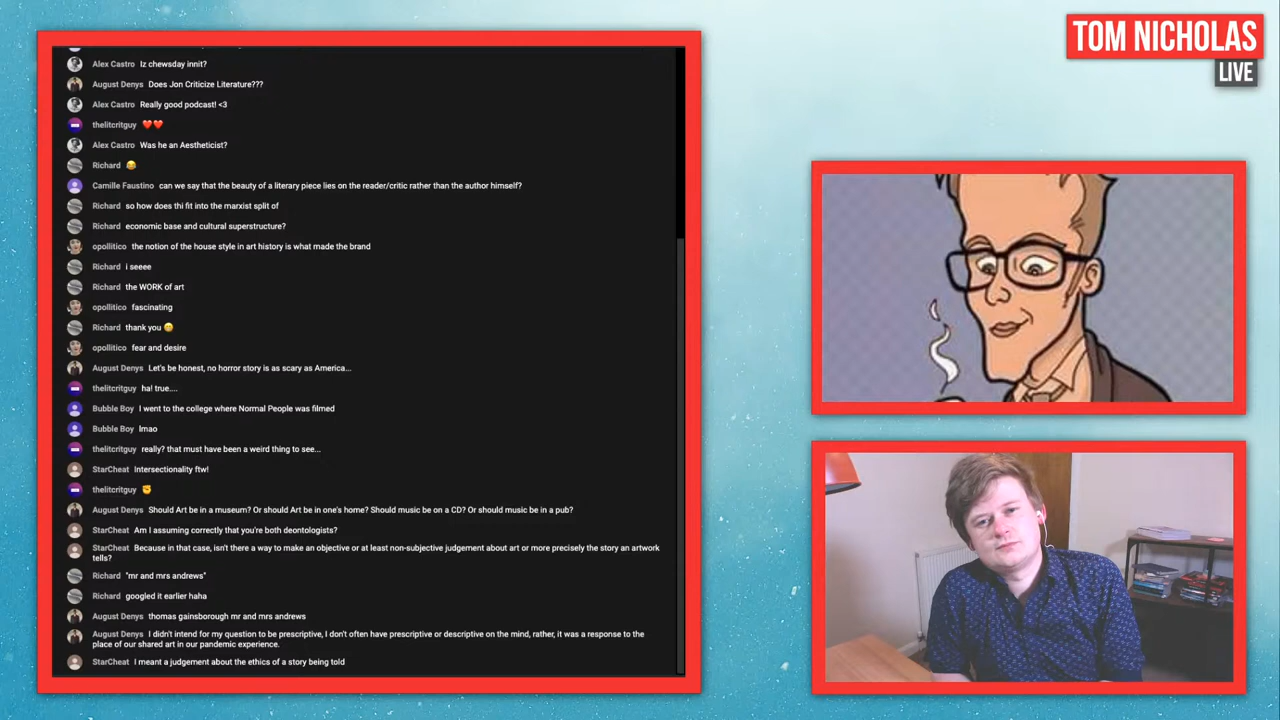 TOM NICHOLAS
LIVE
Alex Castro Iz chewsday innit?
August Denys Does Jon Criticize Literature???
Alex Castro Really good podcast! <3
thelitcritguy ❤️❤️
Alex Castro Was he an Aestheticist?
Richard 😂
Camille Faustino can we say that the beauty of a literary piece lies on the reader/critic rather than the author himself?
Richard so how does thi fit into the marxist split of
Richard economic base and cultural superstructure?
opollitico the notion of the house style in art history is what made the brand
Richard i seeee
Richard the WORK of art
opollitico fascinating
Richard thank you 😁
opollitico fear and desire
August Denys Let's be honest, no horror story is as scary as America...
thelitcritguy ha! true....
Bubble Boy I went to the college where Normal People was filmed
Bubble Boy lmao
thelitcritguy really? that must have been a weird thing to see...
StarCheat Intersectionality ftw!
thelitcritguy ✊
August Denys Should Art be in a museum? Or should Art be in one's home? Should music be on a CD? Or should music be in a pub?
StarCheat Am I assuming correctly that you're both deontologists?
StarCheat Because in that case, isn't there a way to make an objective or at least non-subjective judgement about art or more precisely the story an artwork
tells?
Richard "mr and mrs andrews"
Richard googled it earlier haha
August Denys thomas gainsborough mr and mrs andrews
August Denys I didn't intend for my question to be prescriptive, I don't often have prescriptive or descriptive on the mind, rather, it was a response to the
place of our shared art in our pandemic experience.
StarCheat I meant a judgement about the ethics of a story being told